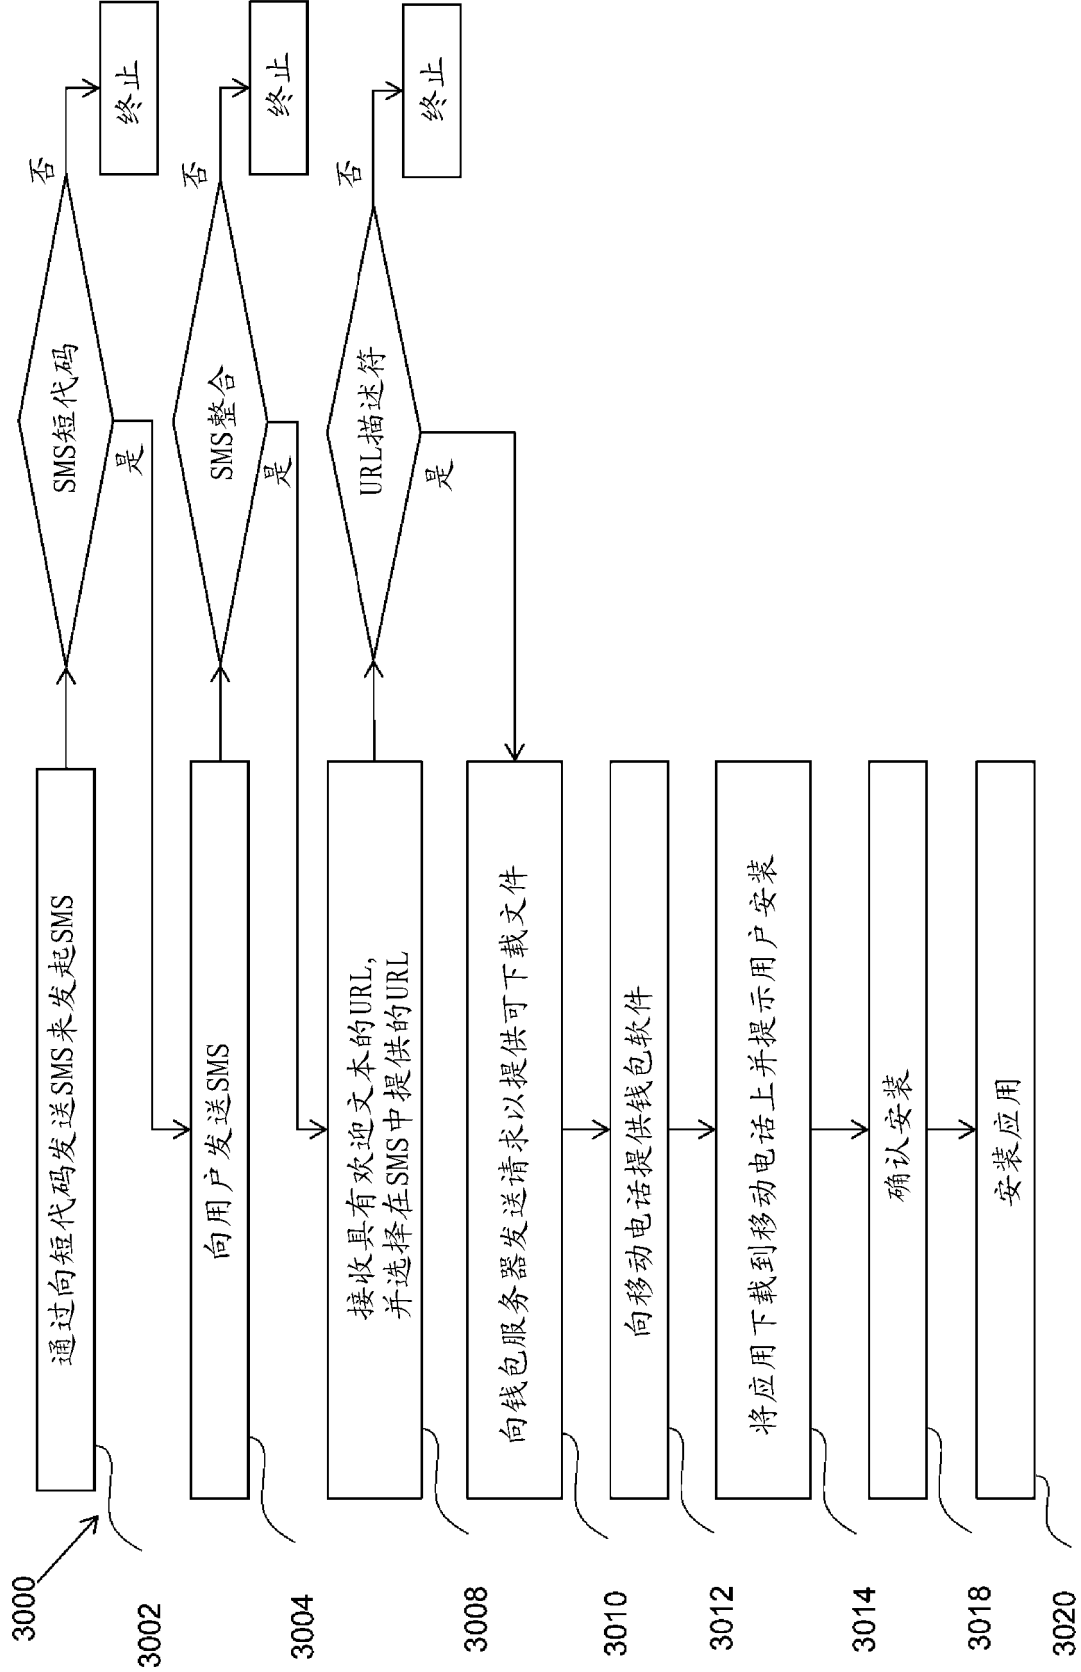 3000
3002
通过向短代码发送SMS来发起SMS
SMS短代码
否
终止
是
3004
向用户发送SMS
SMS整合
否
终止
是
3008
接收具有欢迎文本的URL,
并选择在SMS中提供的URL
URL描述符
否
终止
是
3010
向钱包服务器发送请求以提供可下载文件
3012
向移动电话提供钱包软件
3014
将应用下载到移动电话上并提示用户安装
3018
确认安装
3020
安装应用